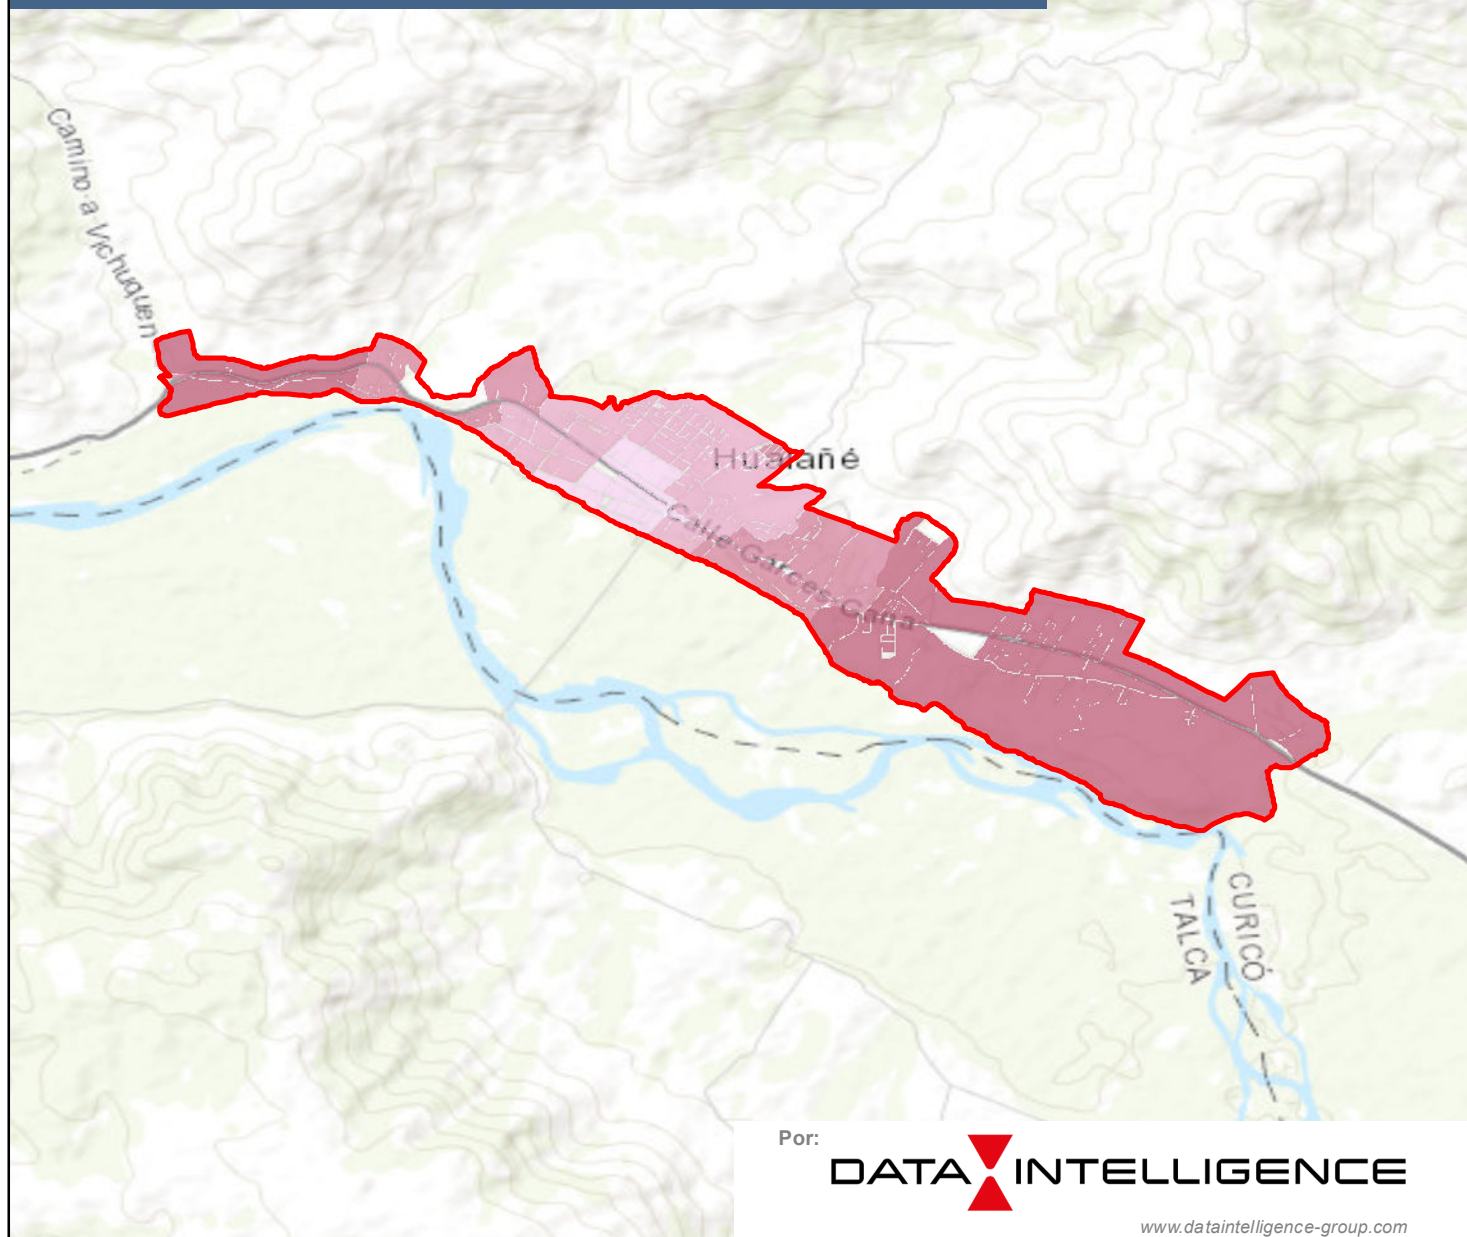 Camino a Vichuquen
Hualañé
Calle Garces Gana
CURICÓ
TALCA
Por:
DATA INTELLIGENCE
www.dataintelligence-group.com